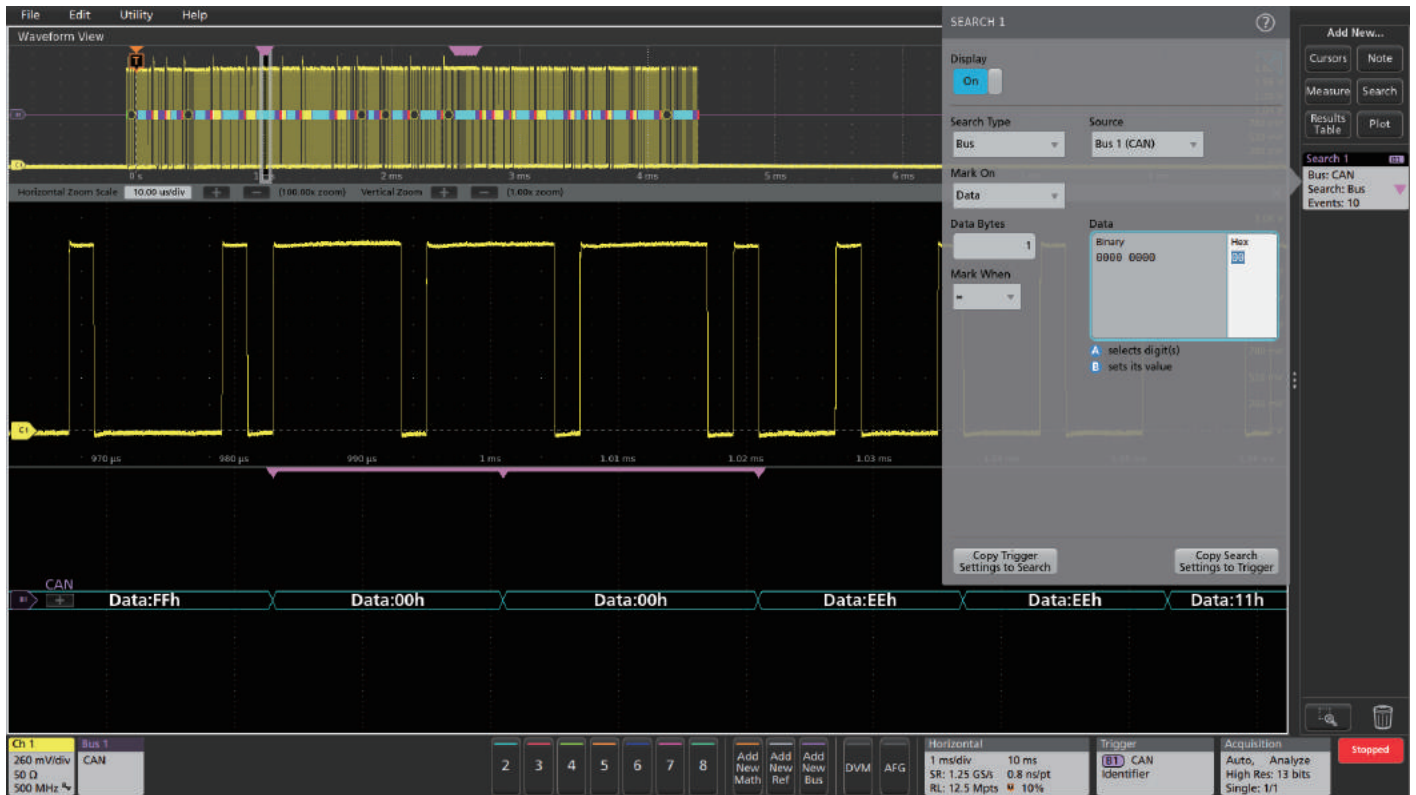 File Edit Utility Help
Waveform View
SEARCH 1
?
Add New...
Cursors Note
Measure Search
Results Table Plot
Search 1 B1
Bus: CAN
Search: Bus
Events: 10
Display
On
Search Type Source
Bus Bus 1 (CAN)
Mark On
Data
Data Bytes Data
1
Binary Hex
0000 0000 00
Mark When
=
A selects digit(s)
B sets its value
Copy Trigger Settings to Search
Copy Search Settings to Trigger
T
C1
0 s 2 ms 3 ms 4 ms 5 ms 6 ms
Horizontal Zoom Scale 10.00 us/div + − (100.00x zoom) Vertical Zoom + − (1.00x zoom)
C1
970 µs 980 µs 990 µs 1 ms 1.01 ms 1.02 ms 1.03 ms
CAN
B1 + Data:FFh Data:00h Data:00h Data:EEh Data:EEh Data:11h
Ch 1
260 mV/div
50 Ω
500 MHz
Bus 1
CAN
2 3 4 5 6 7 8
Add New Math
Add New Ref
Add New Bus
DVM AFG
Horizontal
1 ms/div 10 ms
SR: 1.25 GS/s 0.8 ns/pt
RL: 12.5 Mpts 10%
Trigger
B1 CAN
Identifier
Acquisition
Auto, Analyze
High Res: 13 bits
Single: 1/1
Stopped